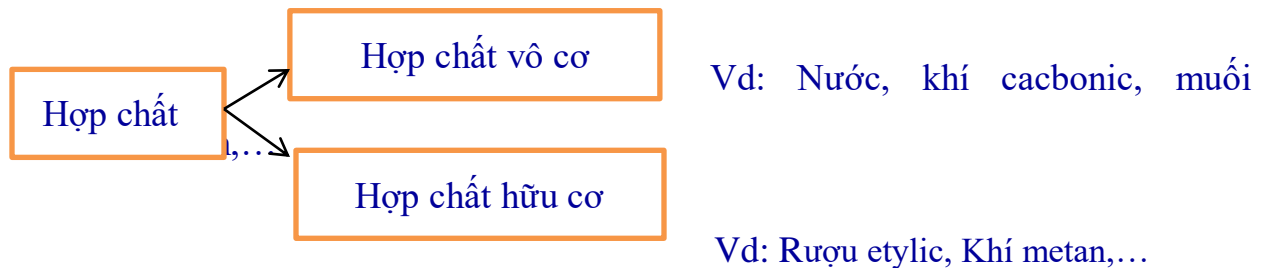 Hợp chất vô cơ
Vd: Nước, khí cacbonic, muối
Hợp chất
,…
Hợp chất hữu cơ
Vd: Rượu etylic, Khí metan,…